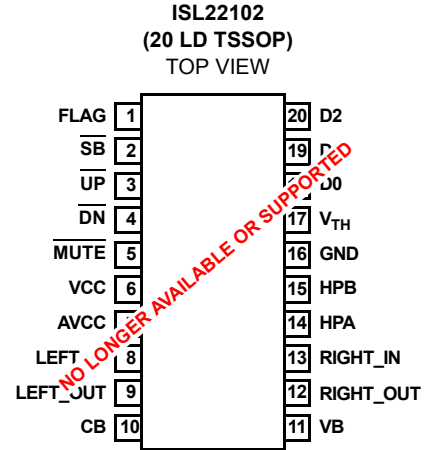 ISL22102
(20 LD TSSOP)
TOP VIEW
FLAG 1
SB 2
UP 3
DN 4
MUTE 5
VCC 6
AVCC
LEFT 8
LEFT_OUT 9
CB 10
20 D2
19 D
D0
17 VTH
16 GND
15 HPB
14 HPA
13 RIGHT_IN
12 RIGHT_OUT
11 VB
NO LONGER AVAILABLE OR SUPPORTED